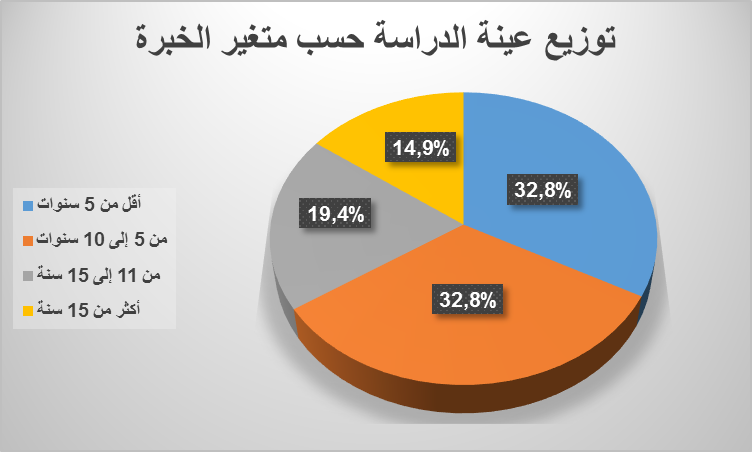 توزيع عينة الدراسة حسب متغير الخبرة
14,9%
32,8%
19,4%
32,8%
أقل من 5 سنوات
من 5 إلى 10 سنوات
من 11 إلى 15 سنة
أكثر من 15 سنة